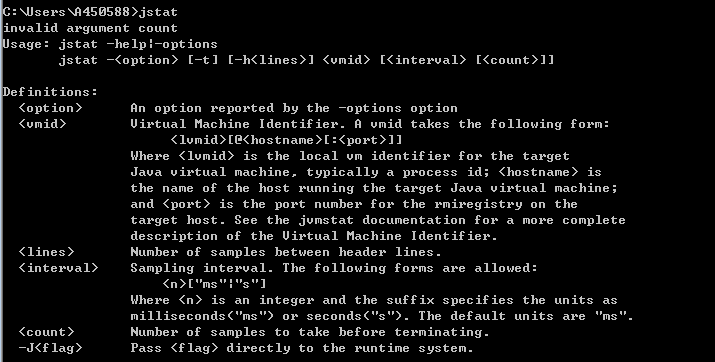 C:\Users\A450588>jstat
invalid argument count
Usage: jstat -help|-options
       jstat -<option> [-t] [-h<lines>] <vmid> [<interval> [<count>]]

Definitions:
  <option>      An option reported by the -options option
  <vmid>        Virtual Machine Identifier. A vmid takes the following form:
                     <lvmid>[@<hostname>[:<port>]]
                Where <lvmid> is the local vm identifier for the target
                Java virtual machine, typically a process id; <hostname> is
                the name of the host running the target Java virtual machine;
                and <port> is the port number for the rmiregistry on the
                target host. See the jvmstat documentation for a more complete
                description of the Virtual Machine Identifier.
  <lines>       Number of samples between header lines.
  <interval>    Sampling interval. The following forms are allowed:
                    <n>["ms"|"s"]
                Where <n> is an integer and the suffix specifies the units as
                milliseconds("ms") or seconds("s"). The default units are "ms".
  <count>       Number of samples to take before terminating.
  -J<flag>      Pass <flag> directly to the runtime system.